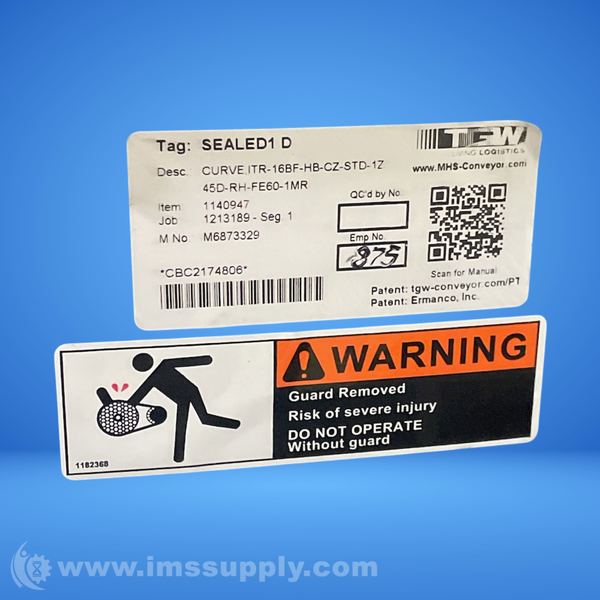 Tag: SEALED1 D
TGW
LIVING LOGISTICS
www.MHS-Conveyor.com
Desc. CURVE,ITR-16BF-HB-CZ-STD-1Z
45D-RH-FE60-1MR
Item 1140947
Job 1213189 - Seg. 1
M No M6873329
QC'd by No.
Emp No.
875
*CBC2174806*
Scan for Manual
Patent: tgw-conveyor.com/PT
Patent: Ermanco, Inc.
WARNING
Guard Removed
Risk of severe injury
DO NOT OPERATE
Without guard
1182368
www.imssupply.com